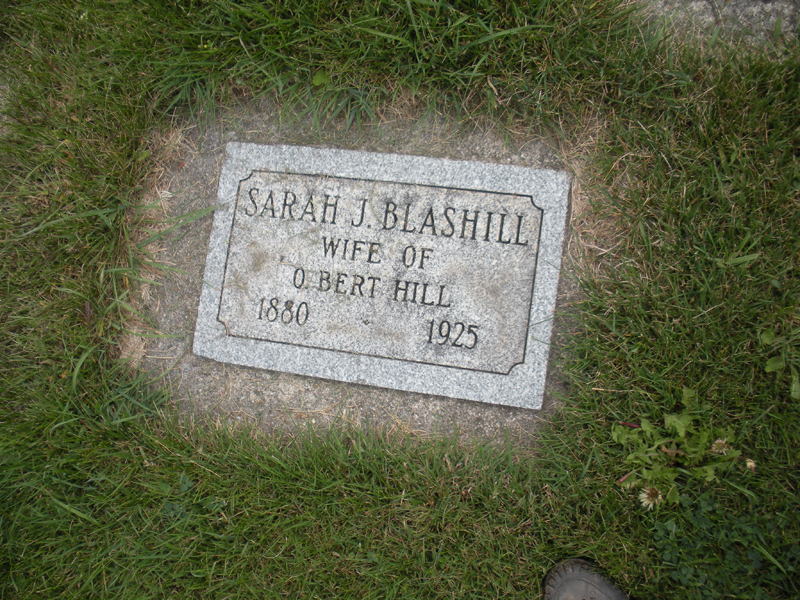 SARAH J. BLASHILL
WIFE OF
O. BERT HILL
1880 1925